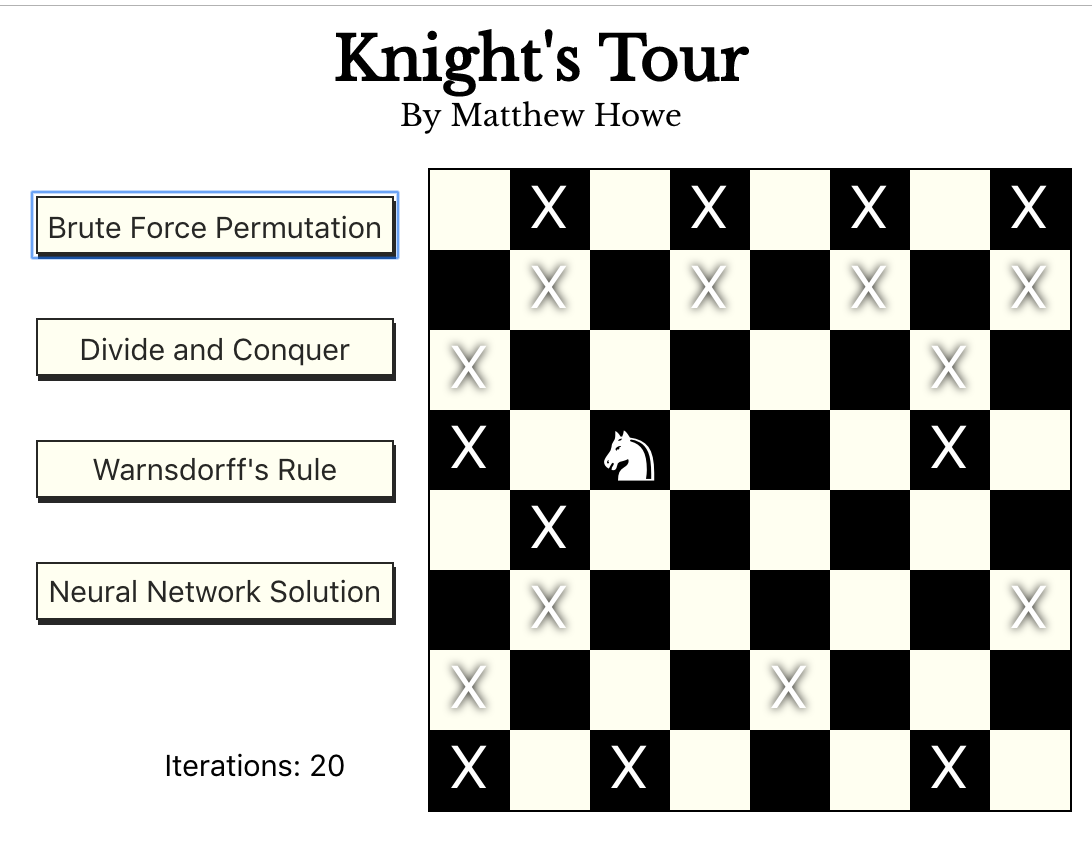 Knight's Tour
By Matthew Howe
X X X X
Brute Force Permutation
X X X X
Divide and Conquer
X X
X X
Warnsdorff's Rule
X
Neural Network Solution
X X
X X
Iterations: 20
X X X